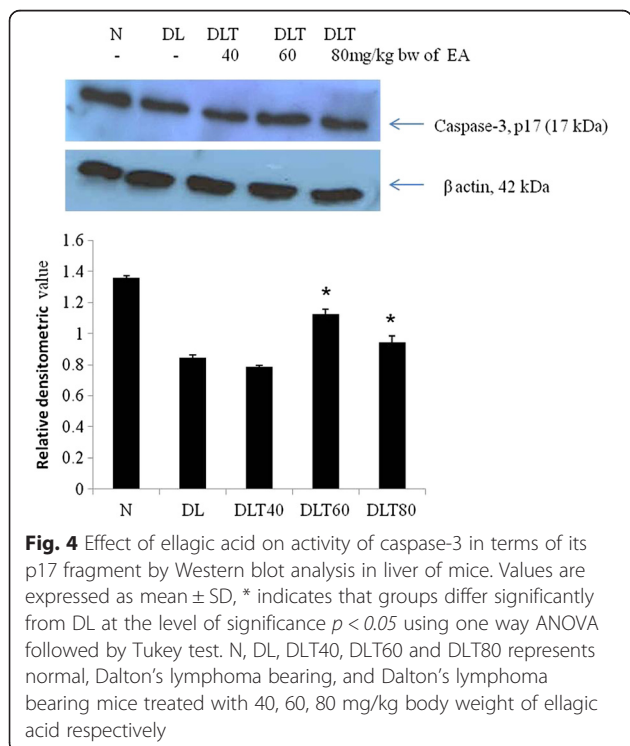 N DL DLT DLT DLT
- - 40 60 80mg/kg bw of EA
Caspase-3, p17 (17 kDa)
β actin, 42 kDa
1.6
1.4
1.2
1
0.8
0.6
0.4
0.2
0
Relative densitometric value
* *
N DL DLT40 DLT60 DLT80
Fig. 4 Effect of ellagic acid on activity of caspase-3 in terms of its
p17 fragment by Western blot analysis in liver of mice. Values are
expressed as mean ± SD, * indicates that groups differ significantly
from DL at the level of significance p < 0.05 using one way ANOVA
followed by Tukey test. N, DL, DLT40, DLT60 and DLT80 represents
normal, Dalton's lymphoma bearing, and Dalton's lymphoma
bearing mice treated with 40, 60, 80 mg/kg body weight of ellagic
acid respectively